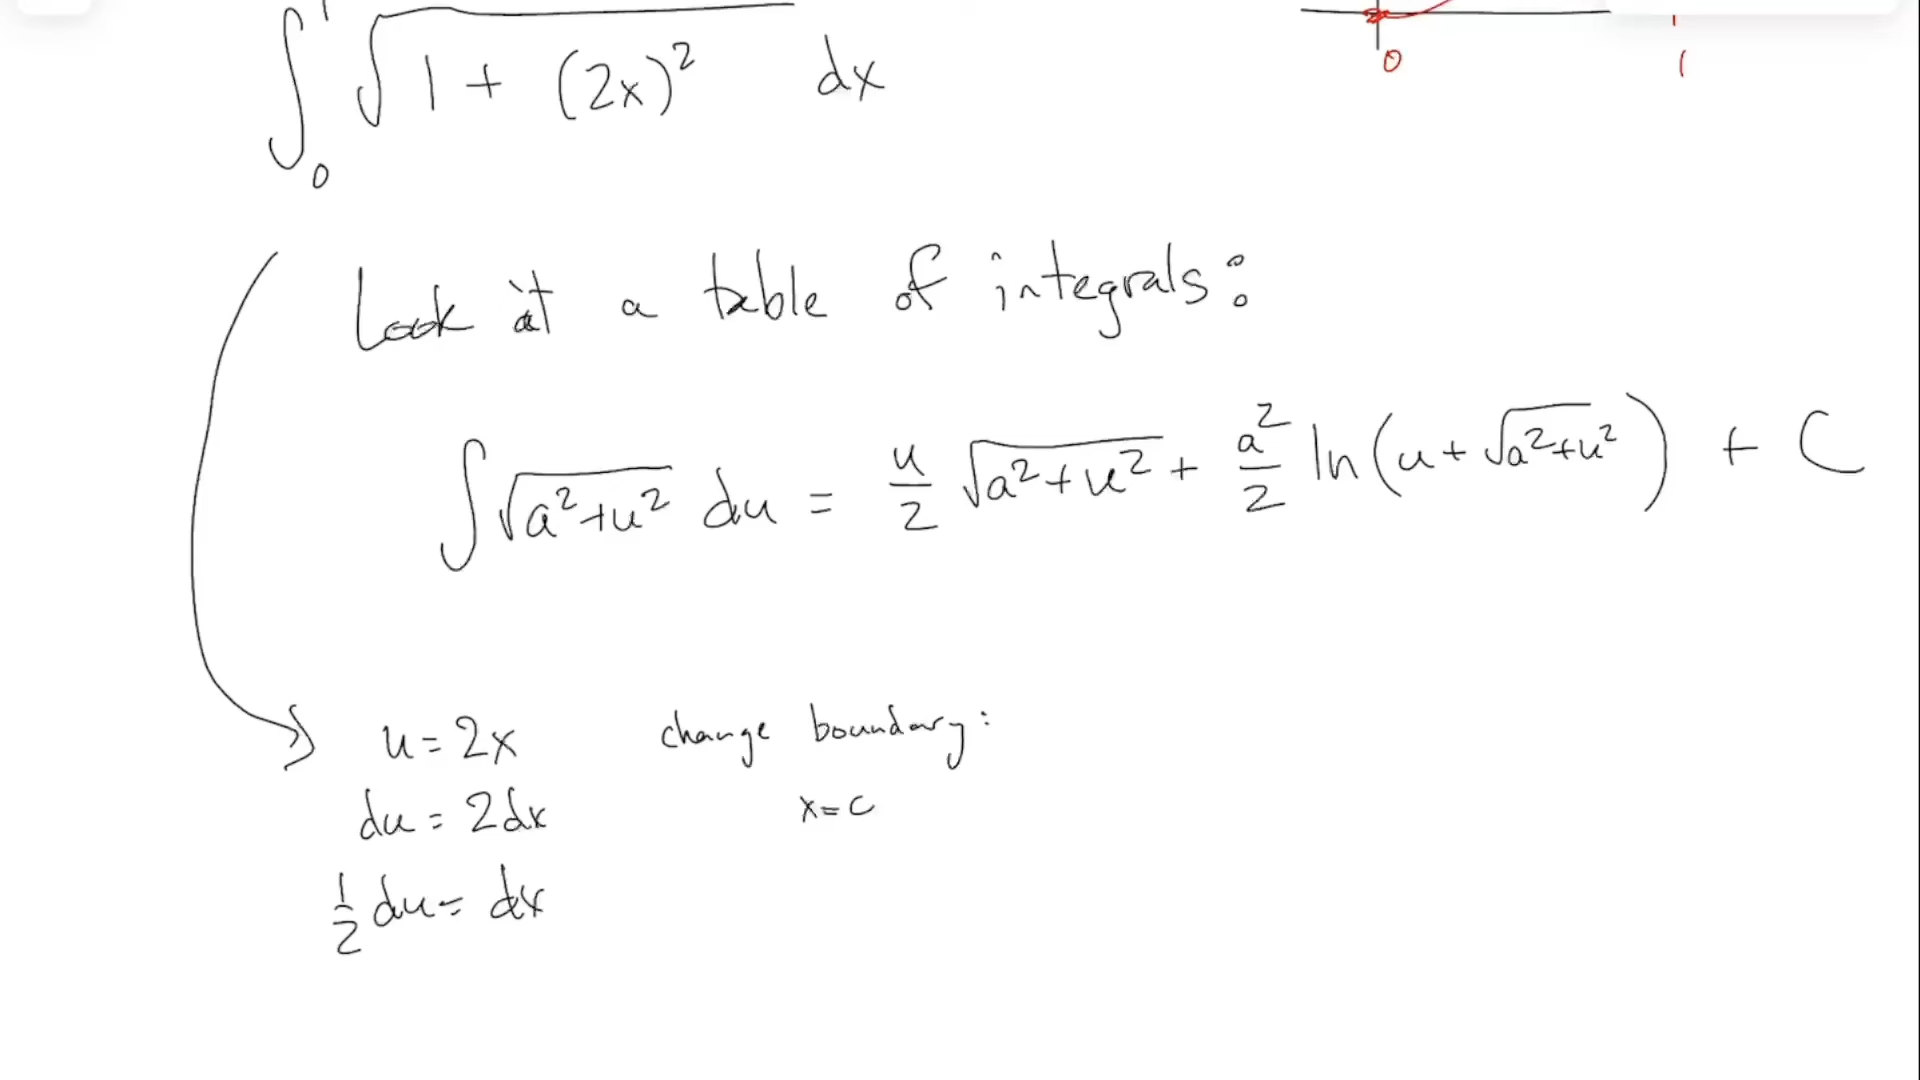 ∫₀¹ √(1 + (2x)²) dx
0 1
Look at a table of integrals:
∫√(a²+u²) du = u/2 √(a²+u²) + a²/2 ln(u + √(a²+u²)) + C
u = 2x change boundary:
du = 2dx x=c
1/2 du = dx